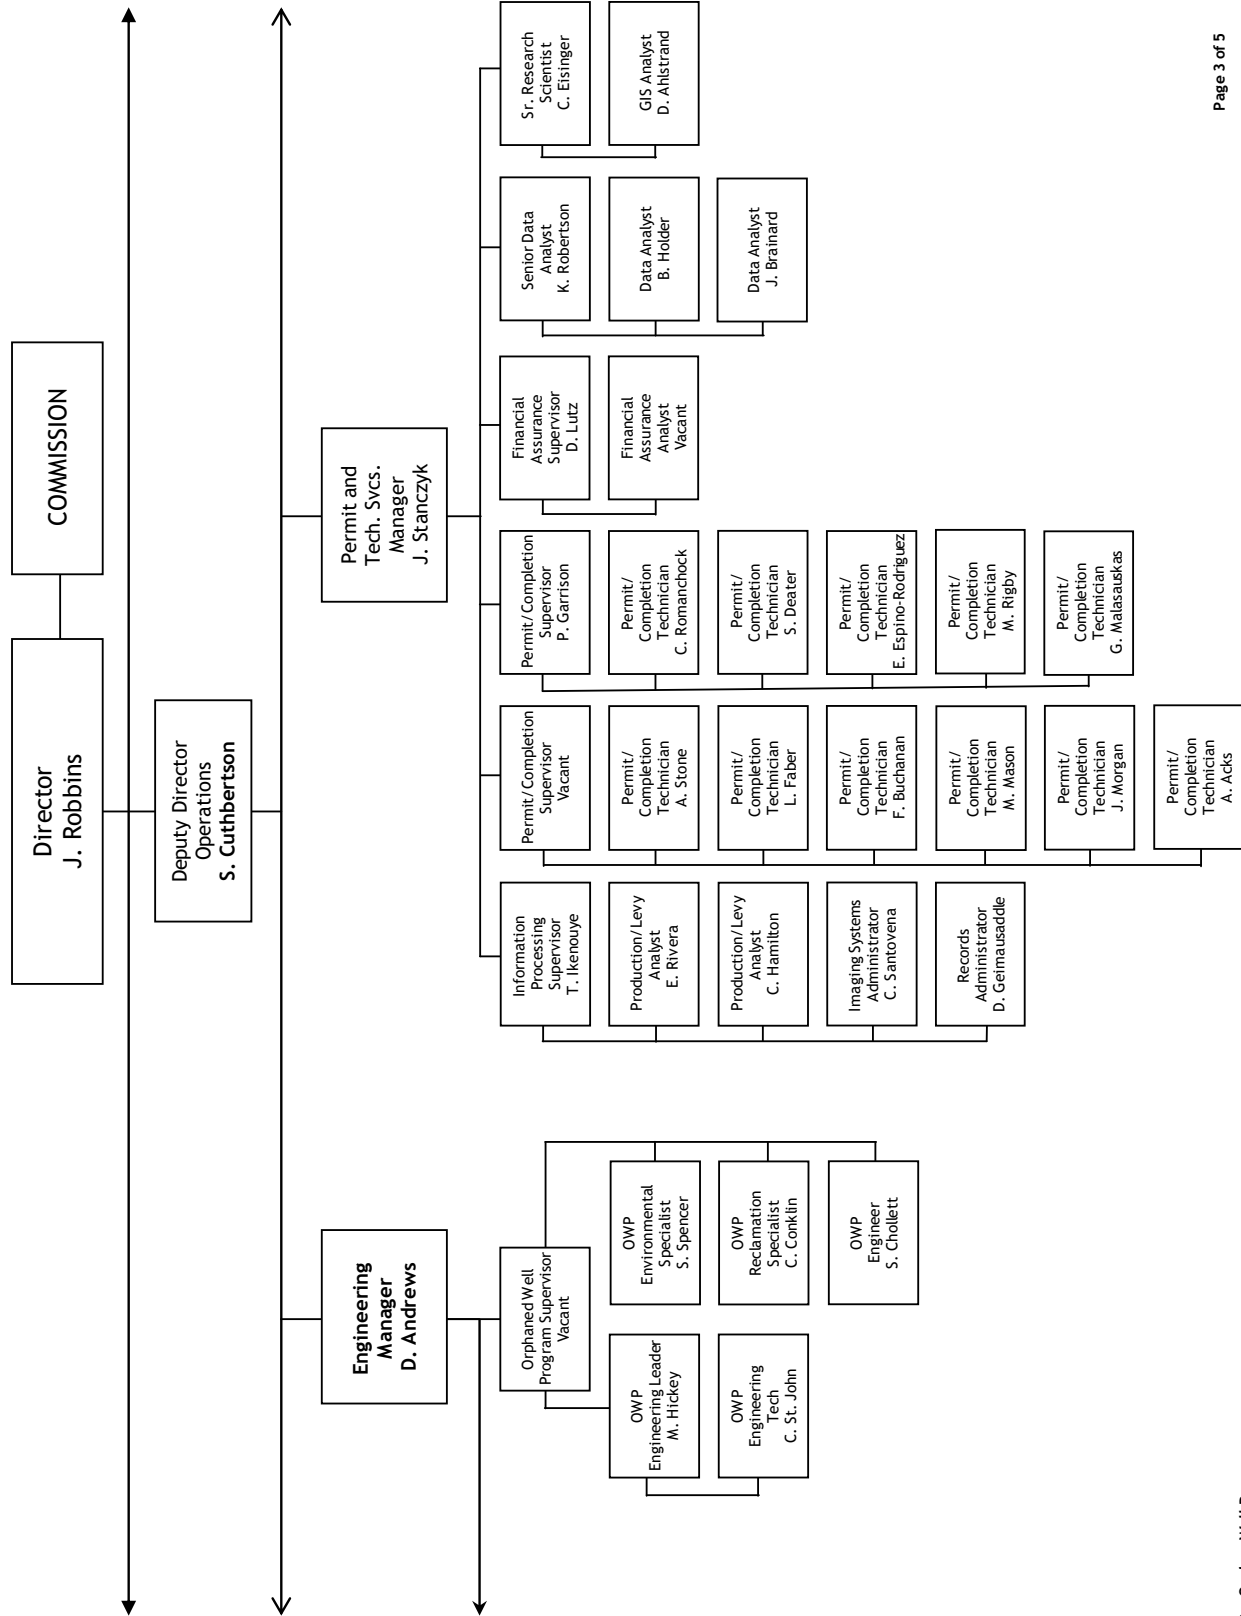 COMMISSION
Director
J. Robbins
Deputy Director
Operations
S. Cuthbertson
Engineering
Manager
D. Andrews
Permit and
Tech. Svcs.
Manager
J. Stanczyk
Orphaned Well
Program Supervisor
Vacant
OWP
Engineering Leader
M. Hickey
OWP
Engineering
Tech
C. St. John
OWP
Environmental
Specialist
S. Spencer
OWP
Reclamation
Specialist
C. Conklin
OWP
Engineer
S. Chollett
Information
Processing
Supervisor
T. Ikenouye
Production/Levy
Analyst
E. Rivera
Production/Levy
Analyst
C. Hamilton
Imaging Systems
Administrator
C. Santovena
Records
Administrator
D. Geimausaddle
Permit/Completion
Supervisor
Vacant
Permit/
Completion
Technician
A. Stone
Permit/
Completion
Technician
L. Faber
Permit/
Completion
Technician
F. Buchanan
Permit/
Completion
Technician
M. Mason
Permit/
Completion
Technician
J. Morgan
Permit/
Completion
Technician
A. Acks
Permit/Completion
Supervisor
P. Garrison
Permit/
Completion
Technician
C. Romanchock
Permit/
Completion
Technician
S. Deater
Permit/
Completion
Technician
E. Espino-Rodriguez
Permit/
Completion
Technician
M. Rigby
Permit/
Completion
Technician
G. Malasauskas
Financial
Assurance
Supervisor
D. Lutz
Financial
Assurance
Analyst
Vacant
Senior Data
Analyst
K. Robertson
Data Analyst
B. Holder
Data Analyst
J. Brainard
Sr. Research
Scientist
C. Eisinger
GIS Analyst
D. Ahlstrand
Page 3 of 5